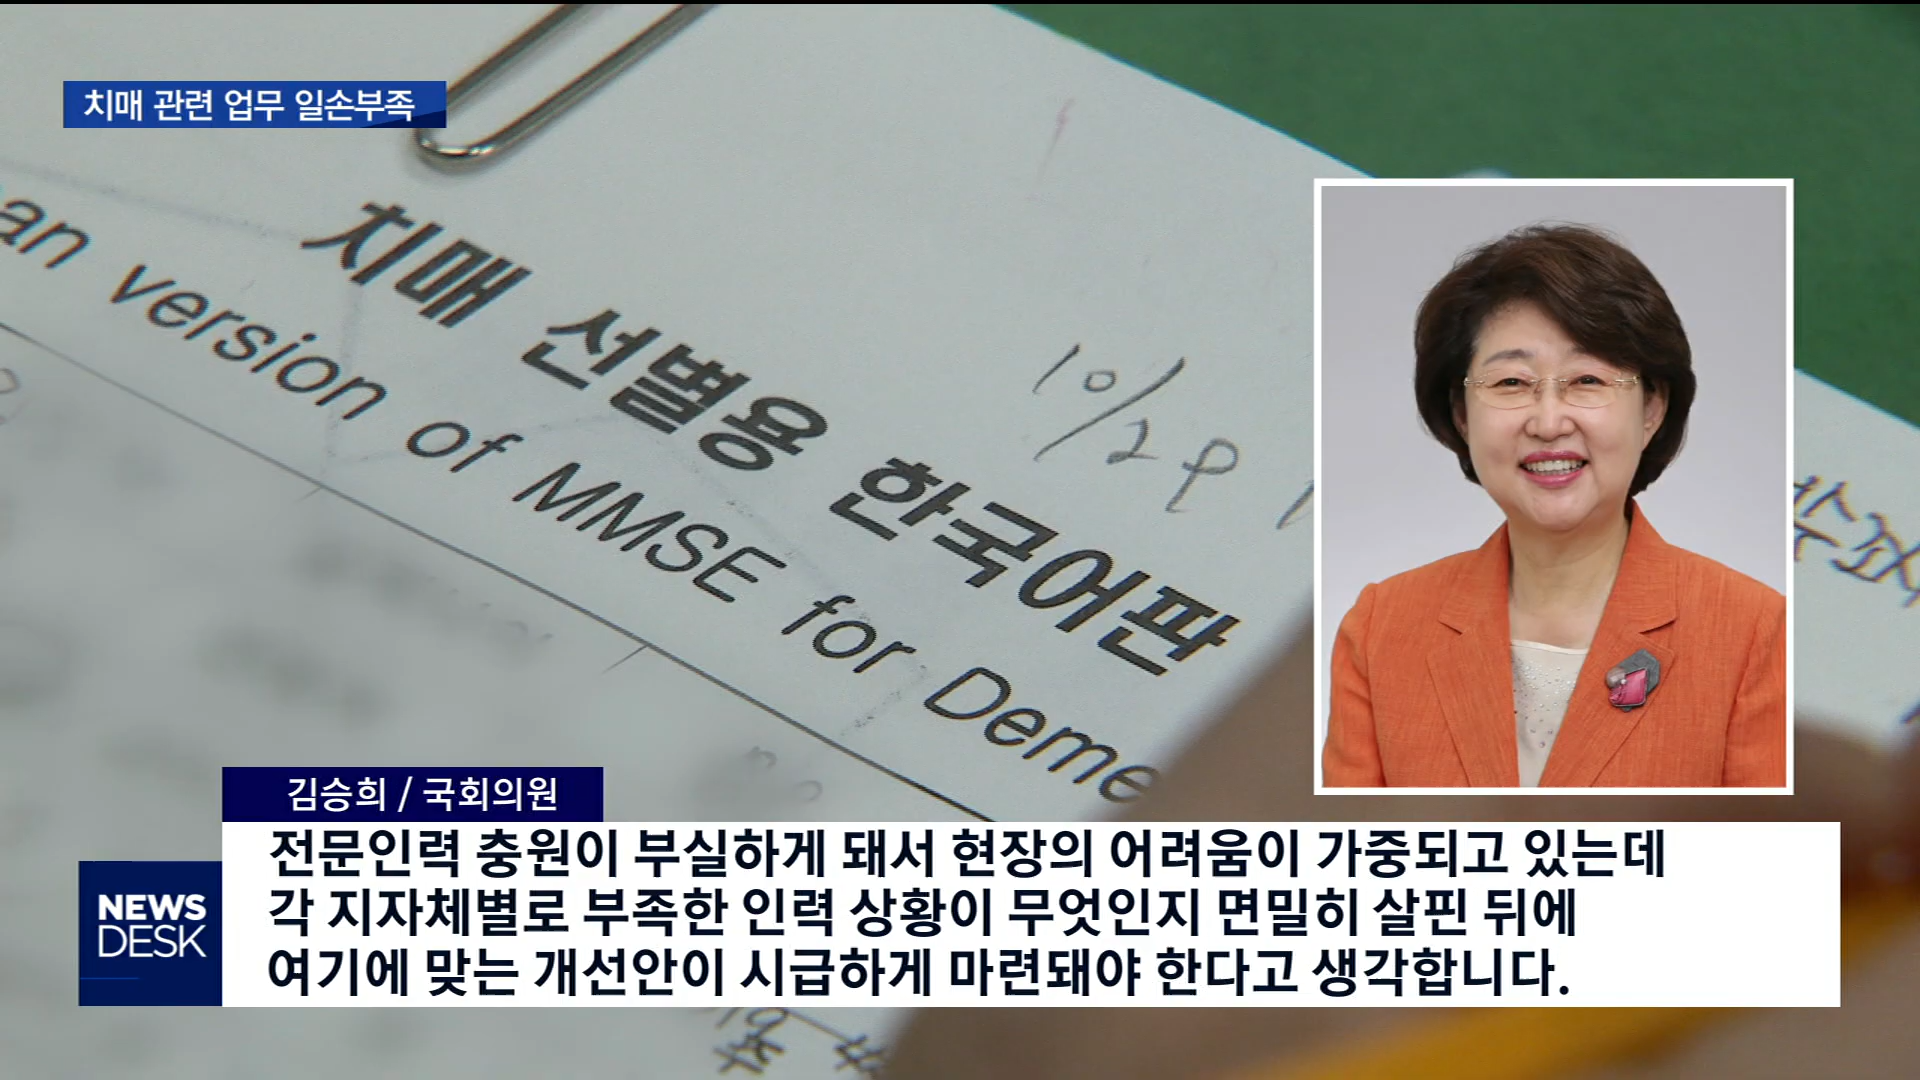 치매 관련 업무 일손부족
치매 선별용 한국어판
an version of MMSE for Deme
10/29
김승희 / 국회의원
전문인력 충원이 부실하게 돼서 현장의 어려움이 가중되고 있는데
각 지자체별로 부족한 인력 상황이 무엇인지 면밀히 살핀 뒤에
여기에 맞는 개선안이 시급하게 마련돼야 한다고 생각합니다.
NEWS
DESK